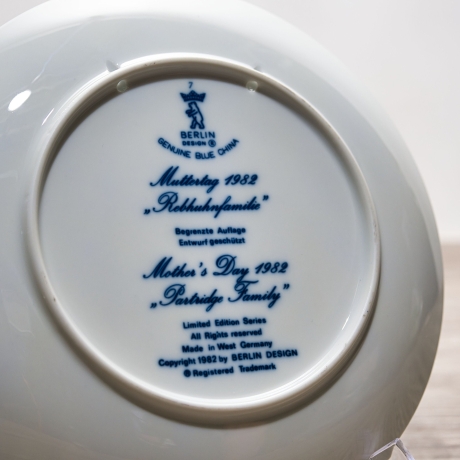 7
BERLIN
DESIGN ®
GENUINE BLUE CHINA
Muttertag 1982
„Rebhuhnfamilie”
Begrenzte Auflage
Entwurf geschützt
Mother's Day 1982
„Partridge Family”
Limited Edition Series
All Rights reserved
Made in West Germany
Copyright 1982 by BERLIN DESIGN
® Registered Trademark